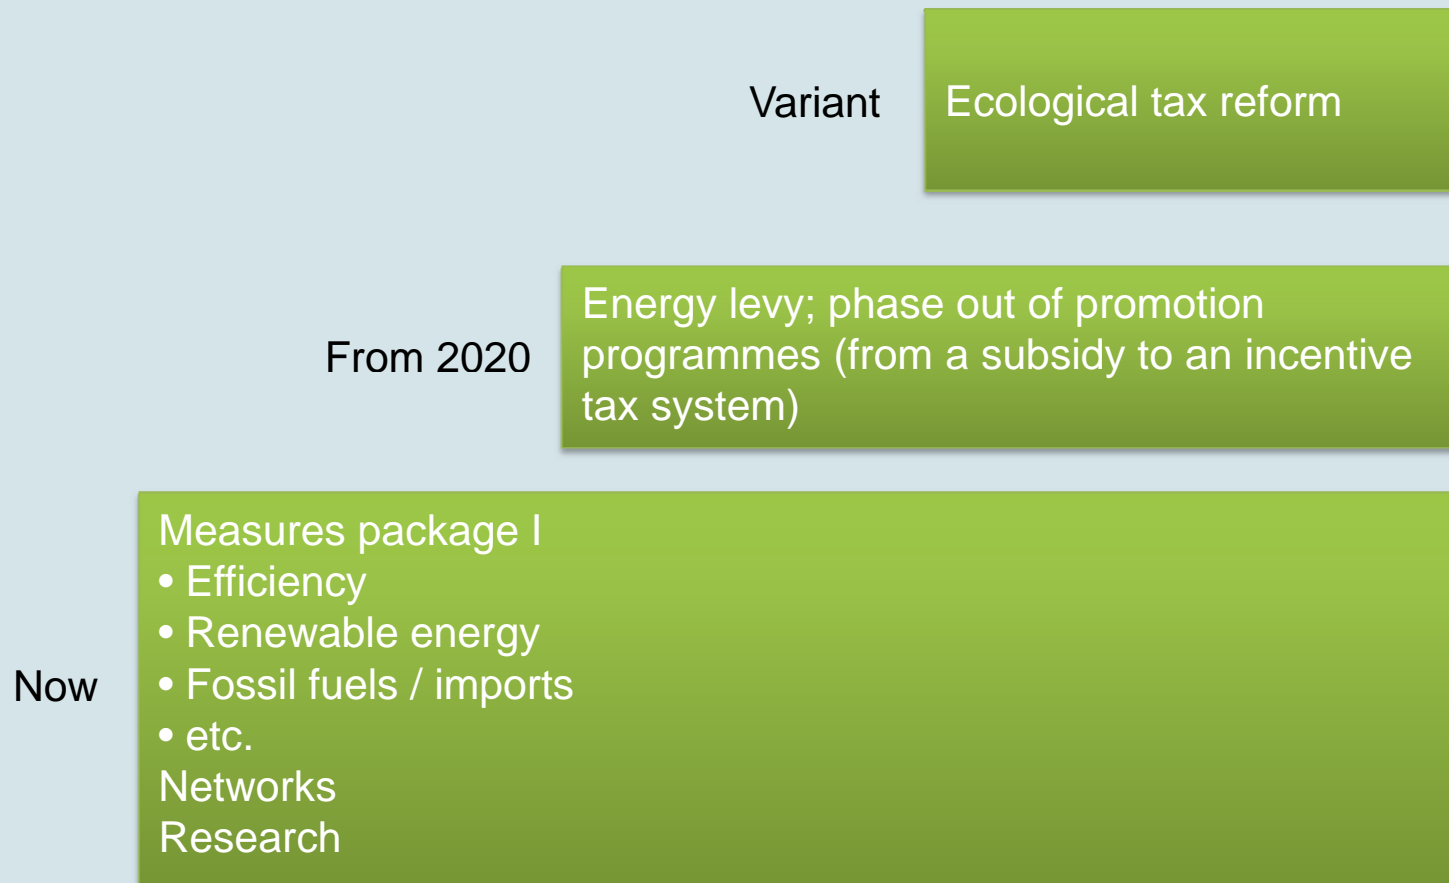 Variant
Ecological tax reform
From 2020
Energy levy; phase out of promotion
programmes (from a subsidy to an incentive
tax system)
Now
Measures package I
• Efficiency
• Renewable energy
• Fossil fuels / imports
• etc.
Networks
Research